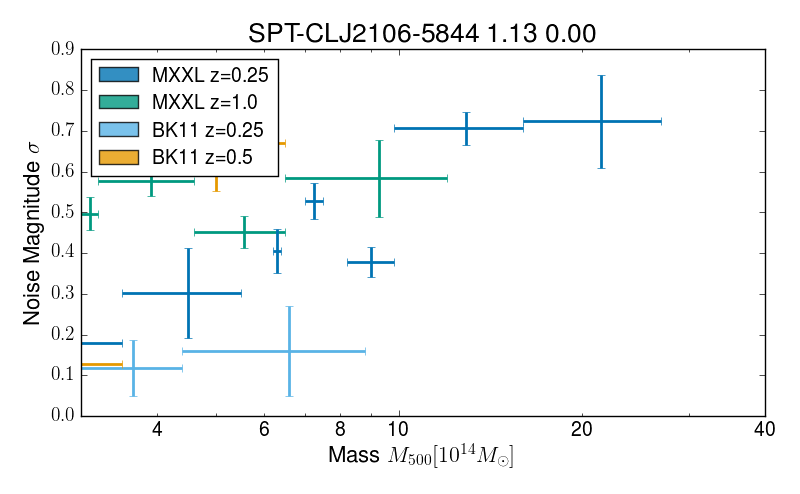 SPT-CLJ2106-5844 1.13 0.00
0.9
0.8
0.7
0.6
0.5
0.4
0.3
0.2
0.1
0.0
Noise Magnitude σ
MXXL z=0.25
MXXL z=1.0
BK11 z=0.25
BK11 z=0.5
4 6 8 10 20 40
Mass M₅₀₀[10¹⁴M☉]